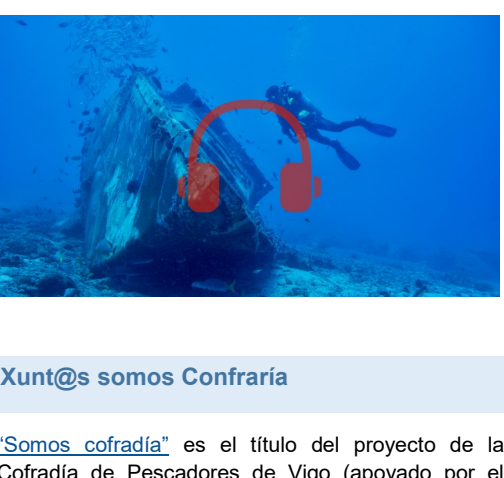 Xunt@s somos Confraría
“Somos cofradía” es el título del proyecto de la
Cofradía de Pescadores de Vigo (apoyado por el